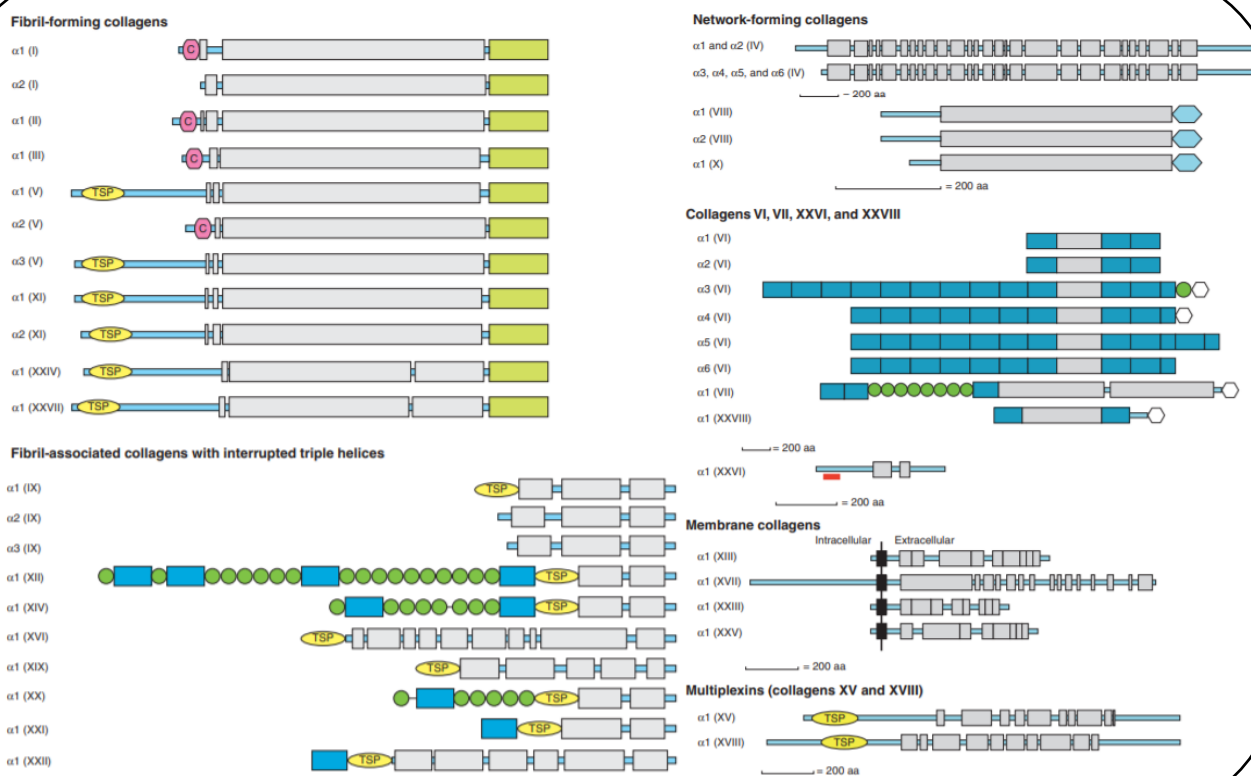 Fibril-forming collagens
α1 (I)
C
α2 (I)
α1 (II)
C
α1 (III)
C
α1 (V)
TSP
α2 (V)
C
α3 (V)
TSP
α1 (XI)
TSP
α2 (XI)
TSP
α1 (XXIV)
TSP
α1 (XXVII)
TSP
Fibril-associated collagens with interrupted triple helices
α1 (IX)
TSP
α2 (IX)
α3 (IX)
α1 (XII)
TSP
α1 (XIV)
TSP
α1 (XVI)
TSP
α1 (XIX)
TSP
α1 (XX)
TSP
α1 (XXI)
TSP
α1 (XXII)
TSP
Network-forming collagens
α1 and α2 (IV)
α3, α4, α5, and α6 (IV)
~ 200 aa
α1 (VIII)
α2 (VIII)
α1 (X)
= 200 aa
Collagens VI, VII, XXVI, and XXVIII
α1 (VI)
α2 (VI)
α3 (VI)
α4 (VI)
α5 (VI)
α6 (VI)
α1 (VII)
α1 (XXVIII)
= 200 aa
α1 (XXVI)
= 200 aa
Membrane collagens
Intracellular Extracellular
α1 (XIII)
α1 (XVII)
α1 (XXIII)
α1 (XXV)
= 200 aa
Multiplexins (collagens XV and XVIII)
α1 (XV)
TSP
α1 (XVIII)
TSP
= 200 aa